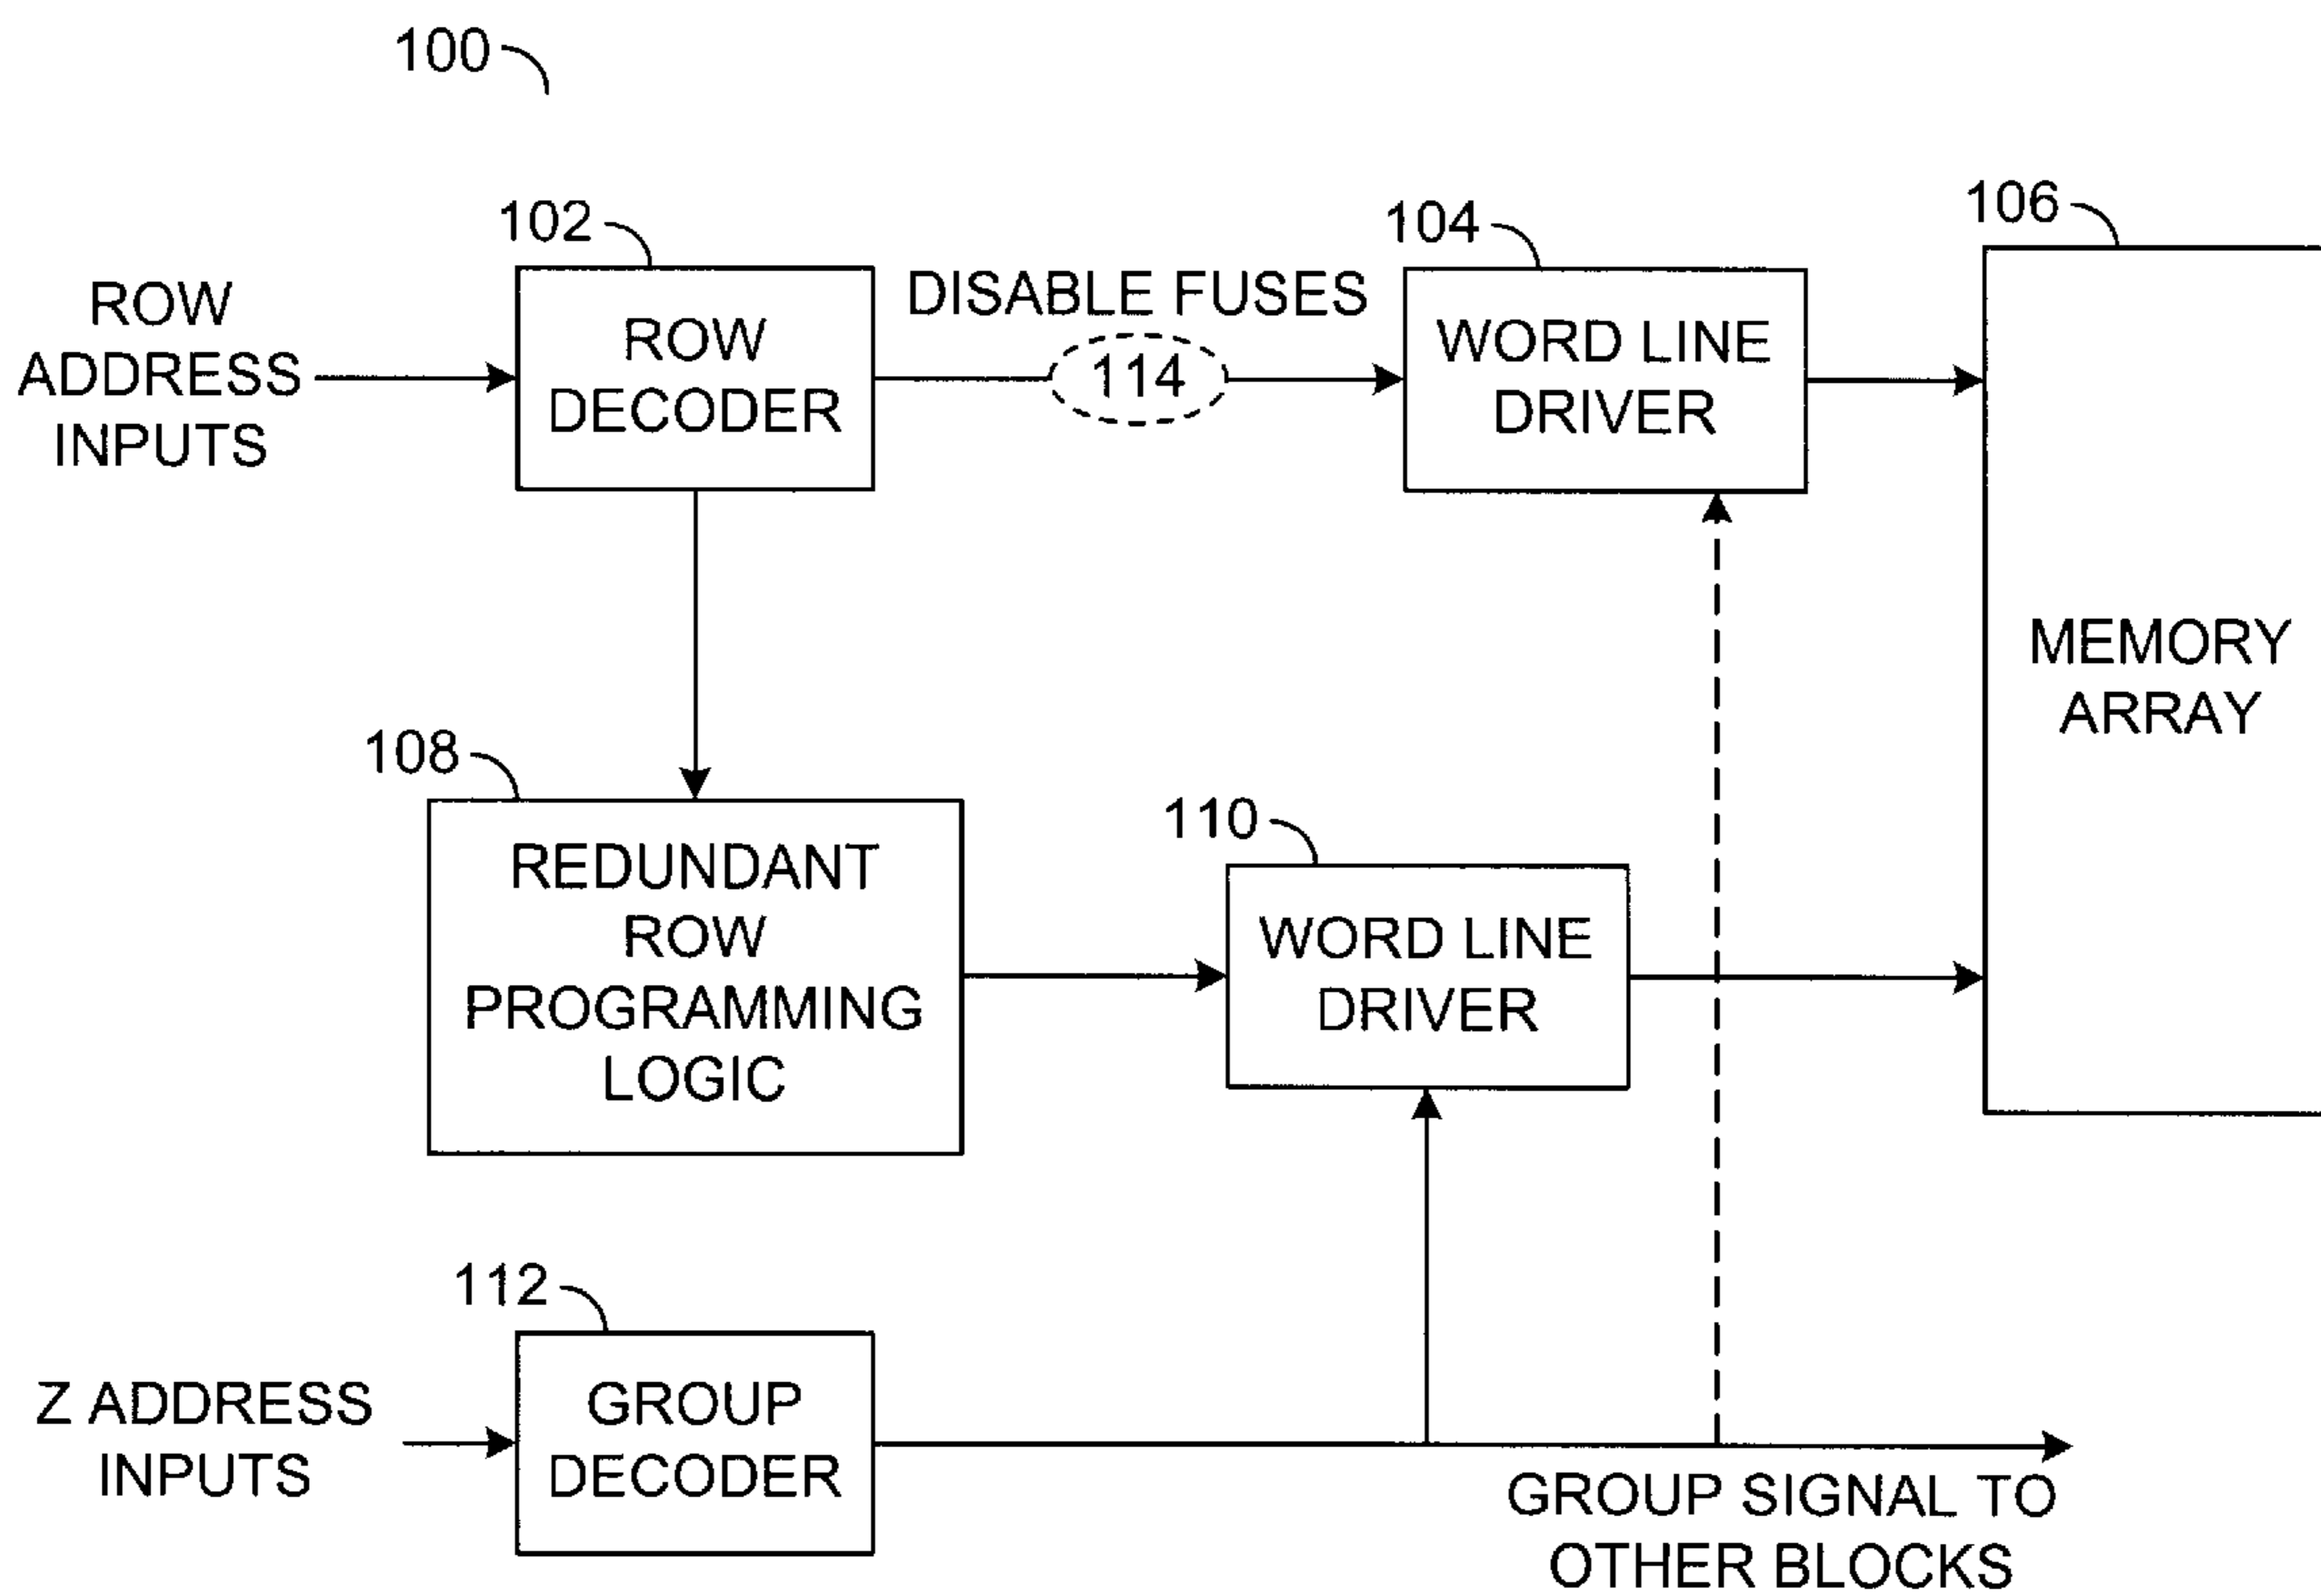 100
102
104
106
ROW
ADDRESS
INPUTS
ROW
DECODER
DISABLE FUSES
114
WORD LINE
DRIVER
MEMORY
ARRAY
108
REDUNDANT
ROW
PROGRAMMING
LOGIC
110
WORD LINE
DRIVER
112
Z ADDRESS
INPUTS
GROUP
DECODER
GROUP SIGNAL TO
OTHER BLOCKS